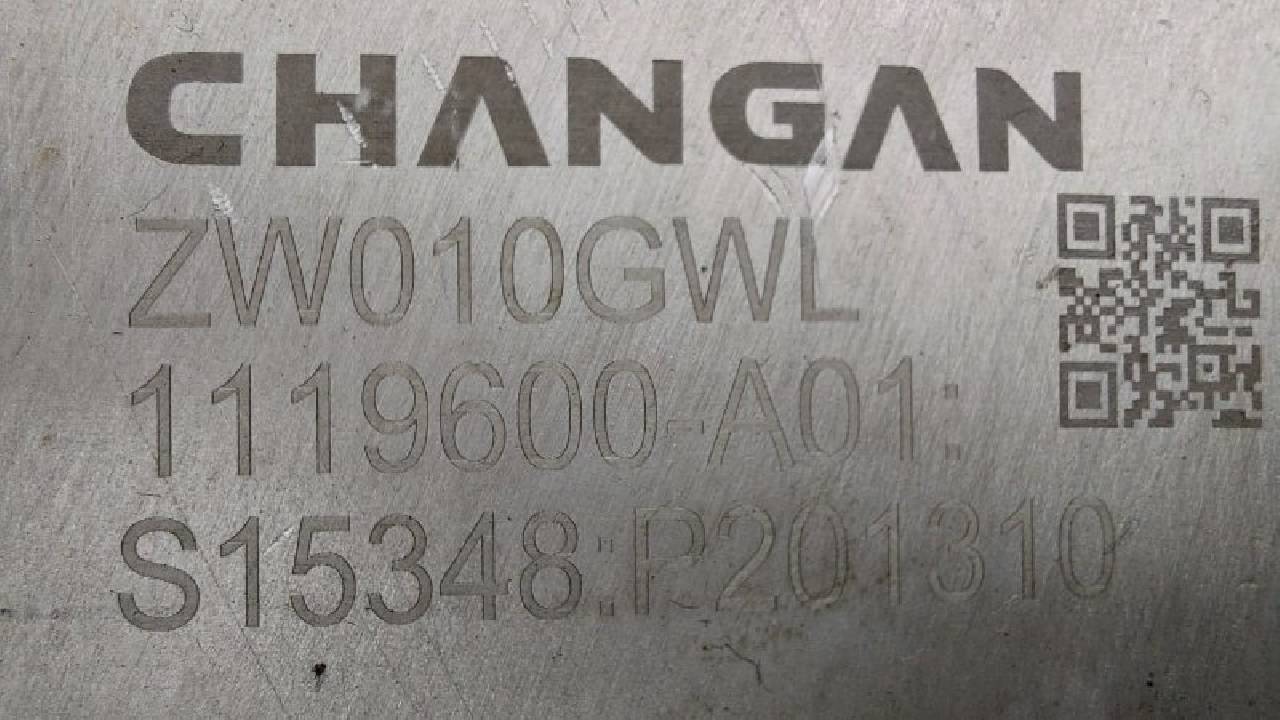 CHANGAN
ZW010GWL
1119600-A01:
S15348:P201310